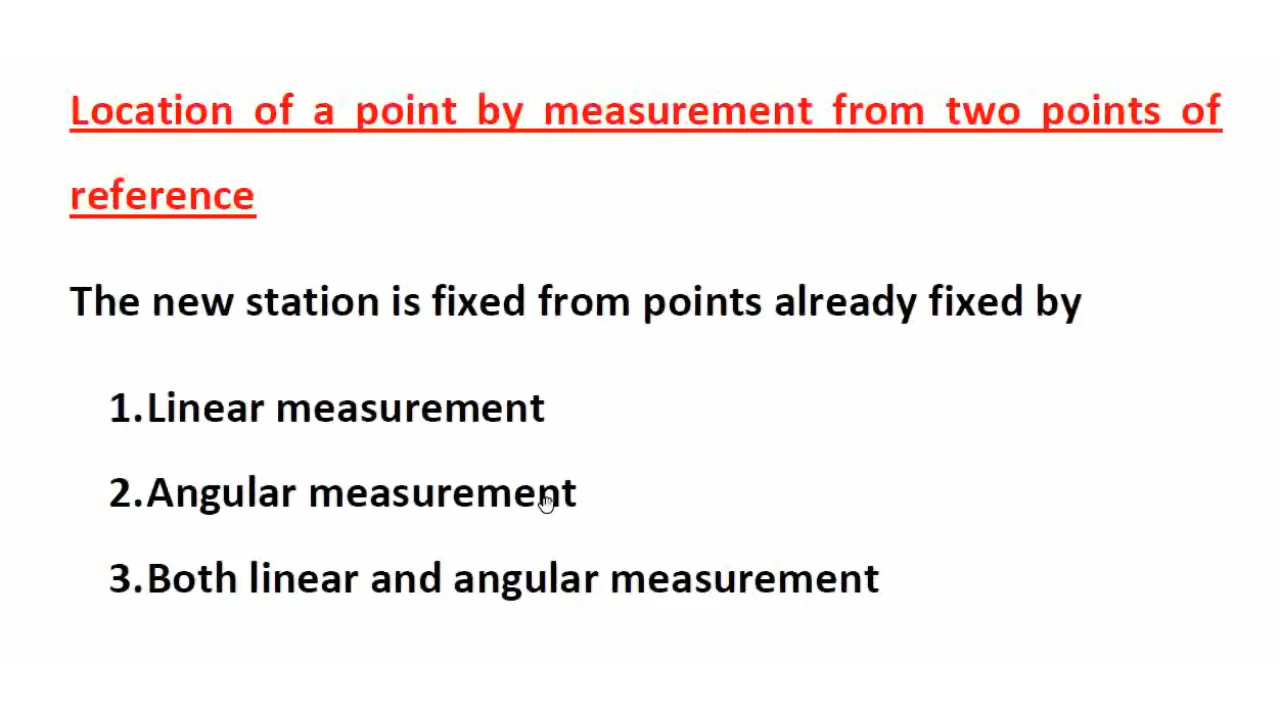 Location of a point by measurement from two points of
reference
The new station is fixed from points already fixed by
1.Linear measurement
2.Angular measurement
3.Both linear and angular measurement